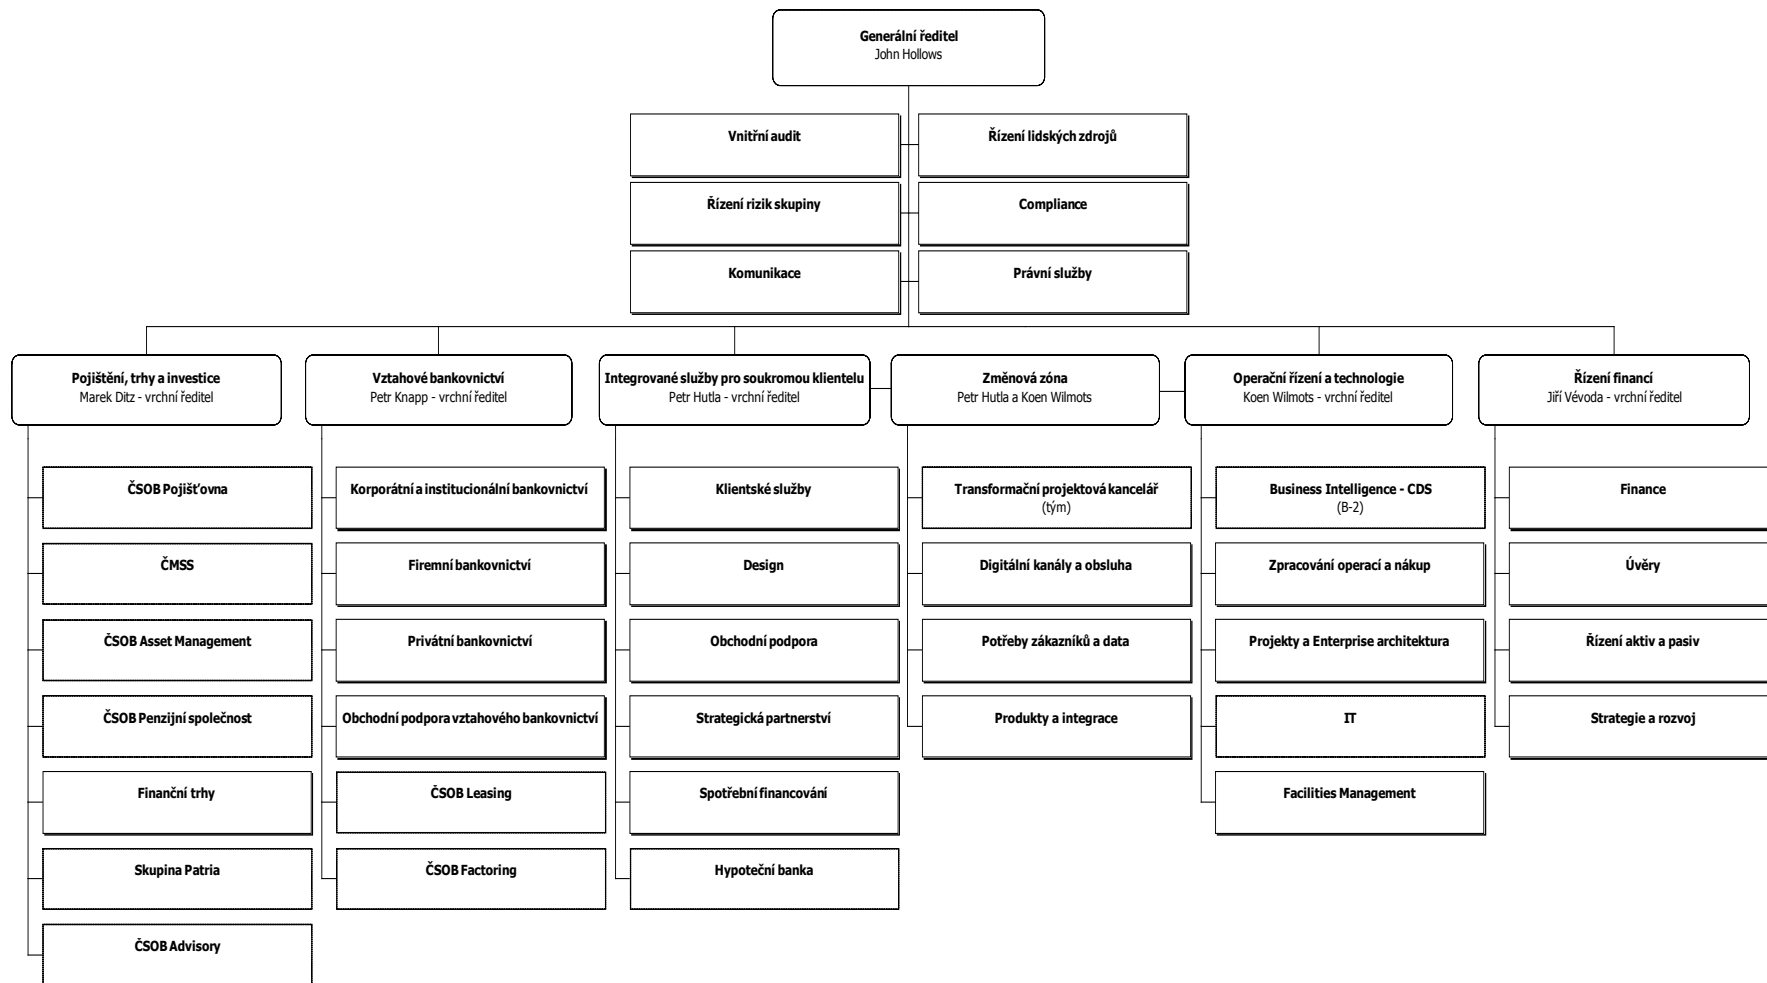 Generální ředitel
John Hollows
Vnitřní audit
Řízení lidských zdrojů
Řízení rizik skupiny
Compliance
Komunikace
Právní služby
Pojištění, trhy a investice
Marek Ditz - vrchní ředitel
Vztahové bankovnictví
Petr Knapp - vrchní ředitel
Integrované služby pro soukromou klientelu
Petr Hutla - vrchní ředitel
Změnová zóna
Petr Hutla a Koen Wilmots
Operační řízení a technologie
Koen Wilmots - vrchní ředitel
Řízení financí
Jiří Vévoda - vrchní ředitel
ČSOB Pojišťovna
ČMSS
ČSOB Asset Management
ČSOB Penzijní společnost
Finanční trhy
Skupina Patria
ČSOB Advisory
Korporátní a institucionální bankovnictví
Firemní bankovnictví
Privátní bankovnictví
Obchodní podpora vztahového bankovnictví
ČSOB Leasing
ČSOB Factoring
Klientské služby
Design
Obchodní podpora
Strategická partnerství
Spotřební financování
Hypoteční banka
Transformační projektová kancelář
(tým)
Digitální kanály a obsluha
Potřeby zákazníků a data
Produkty a integrace
Business Intelligence - CDS
(B-2)
Zpracování operací a nákup
Projekty a Enterprise architektura
IT
Facilities Management
Finance
Úvěry
Řízení aktiv a pasiv
Strategie a rozvoj